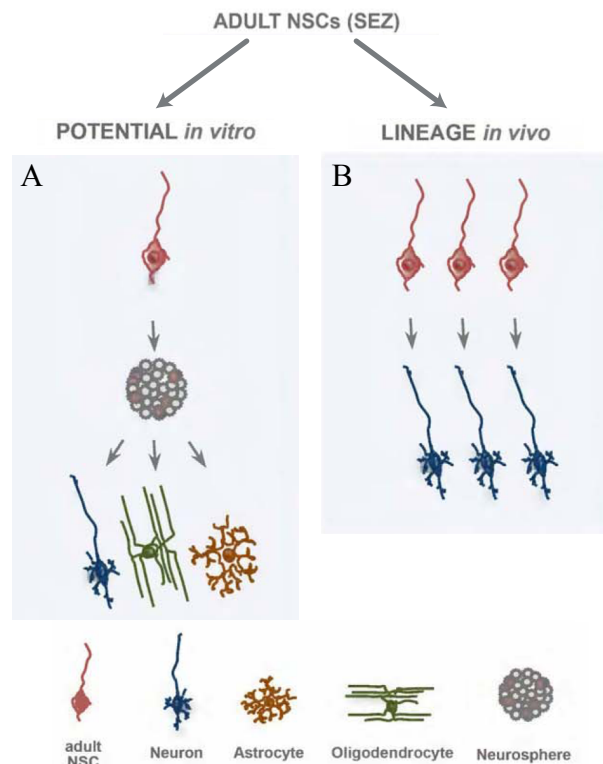 ADULT NSCs (SEZ)
POTENTIAL in vitro
LINEAGE in vivo
A
B
adult
NSC
Neuron
Astrocyte
Oligodendrocyte
Neurosphere